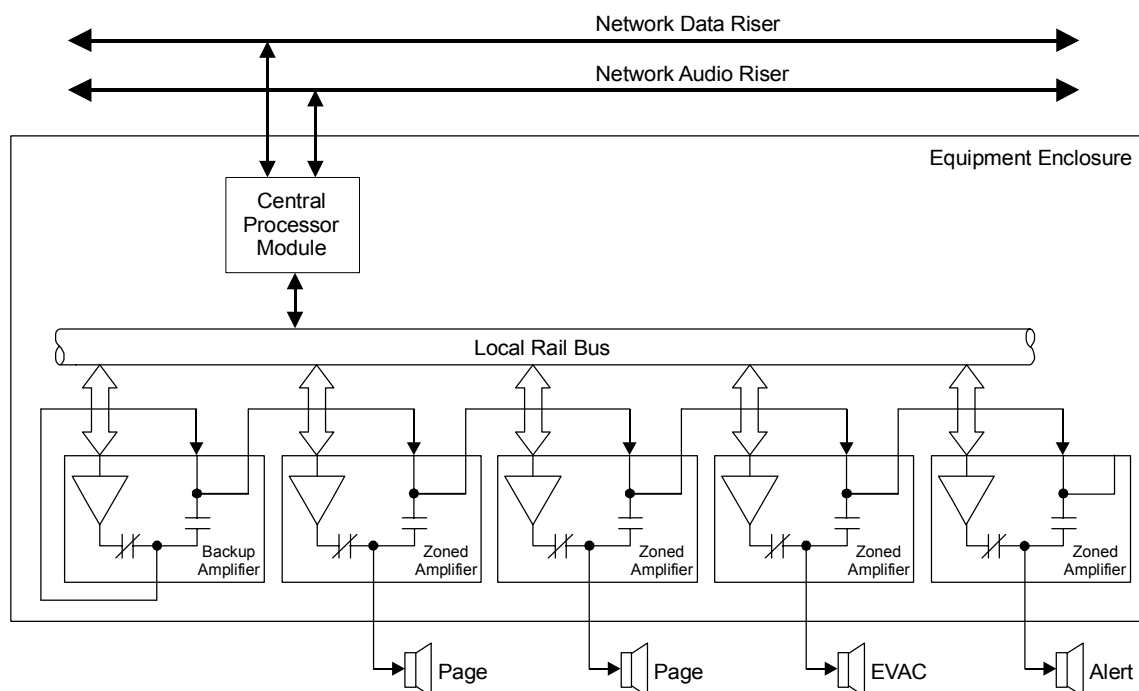 Network Data Riser
Network Audio Riser
Equipment Enclosure
Central
Processor
Module
Local Rail Bus
Backup
Amplifier
Zoned
Amplifier
Zoned
Amplifier
Zoned
Amplifier
Zoned
Amplifier
Page
Page
EVAC
Alert